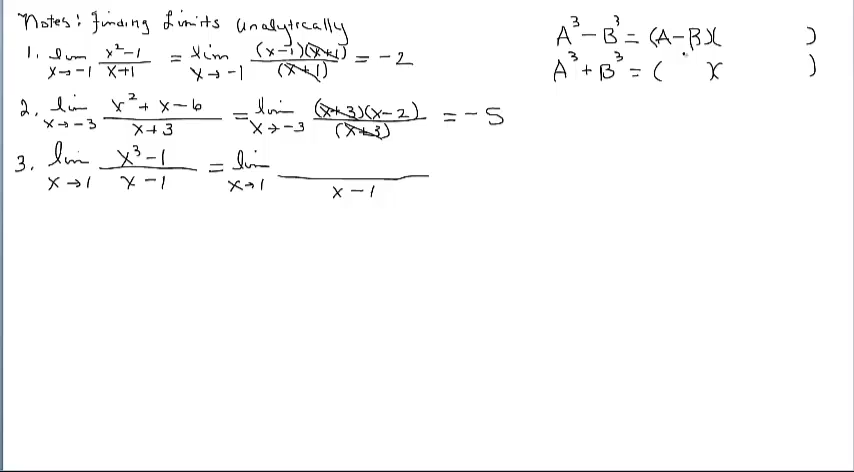 Notes: Finding Limits Analytically
1. lim x→-1 x²-1 / x+1 = lim x→-1 (x-1)(x+1) / (x+1) = -2
2. lim x→-3 x²+x-6 / x+3 = lim x→-3 (x+3)(x-2) / (x+3) = -5
3. lim x→1 x³-1 / x-1 = lim x→1 / x-1
A³-B³=(A-B)( )
A³+B³=( )( )